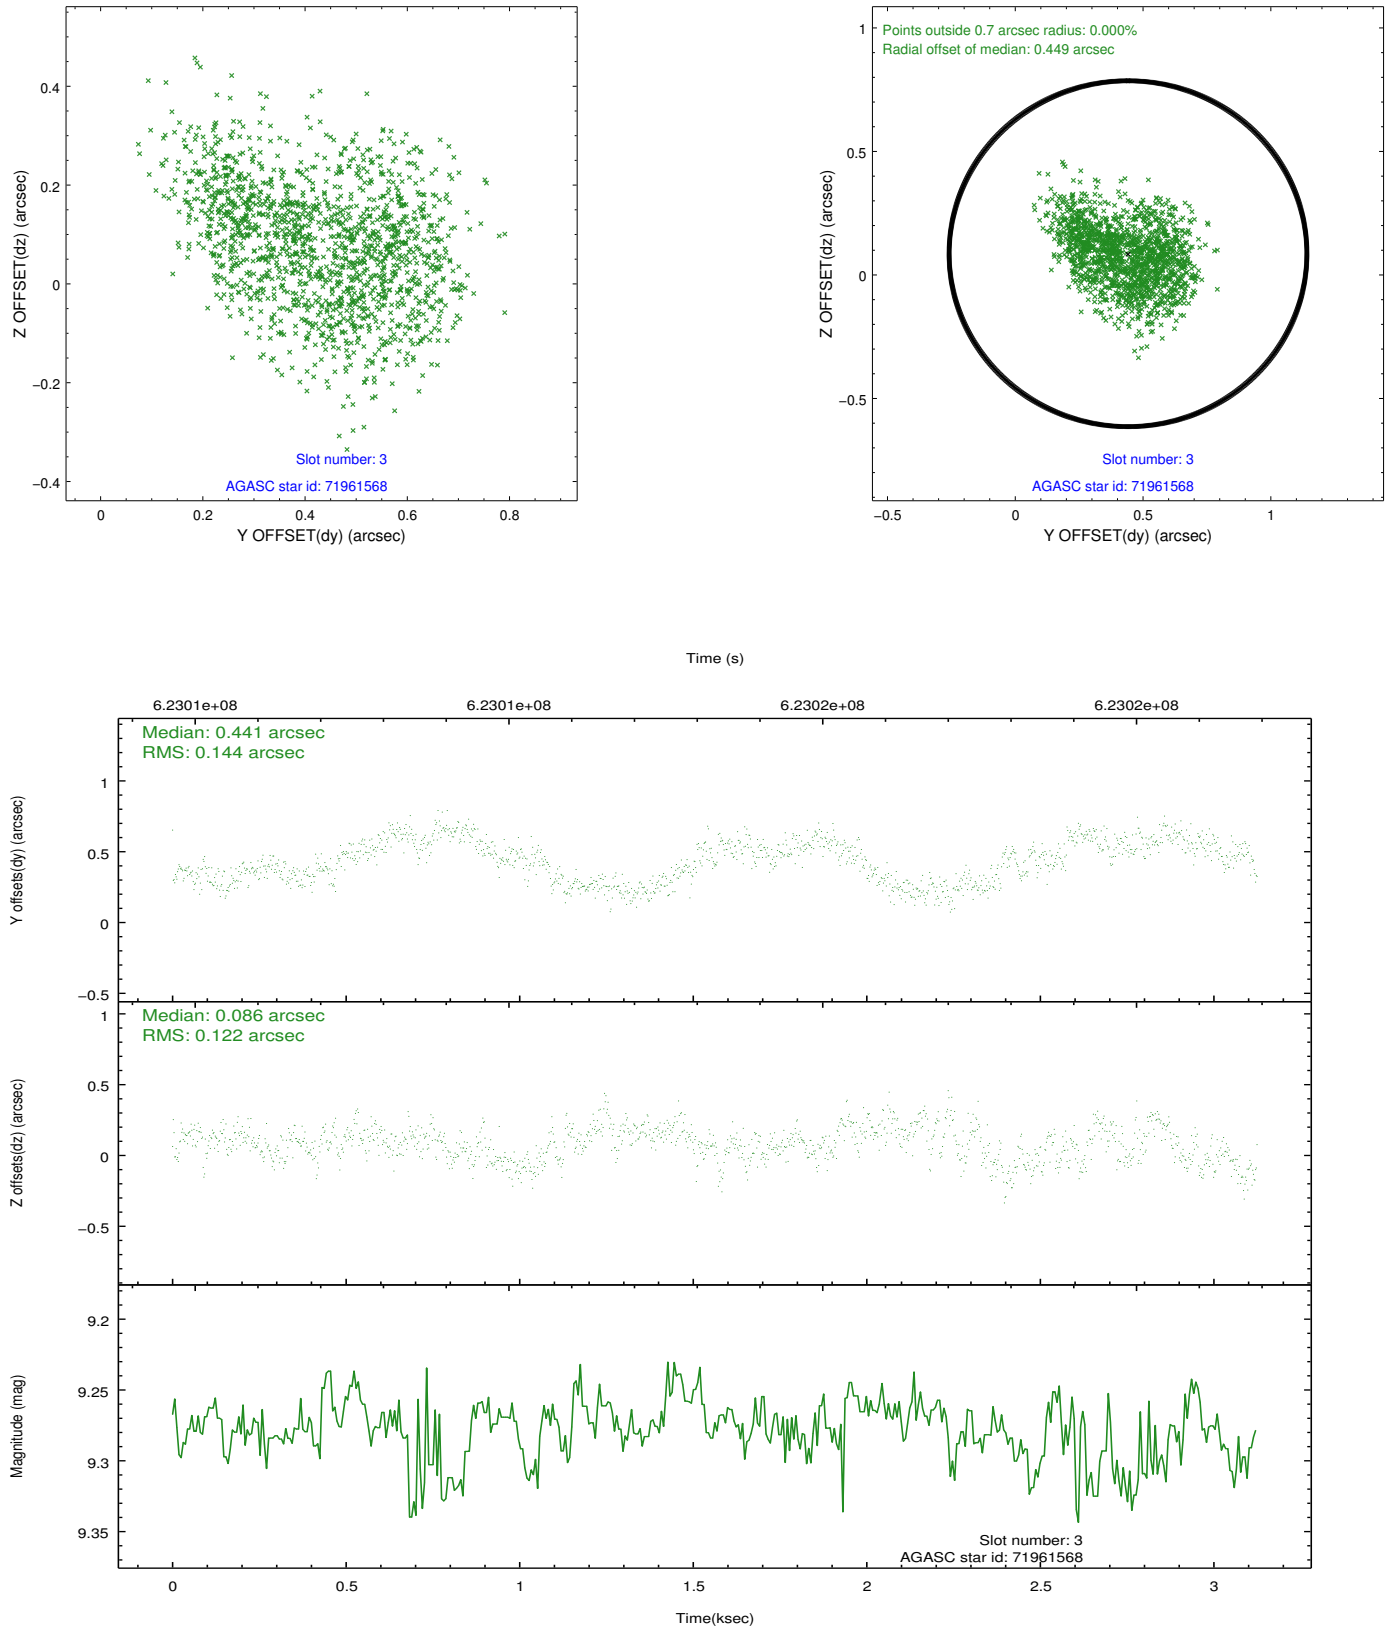 0.4
0.2
0
−0.2
−0.4
Z OFFSET(dz) (arcsec)
Slot number: 3
AGASC star id: 71961568
0 0.2 0.4 0.6 0.8
Y OFFSET(dy) (arcsec)
Points outside 0.7 arcsec radius: 0.000%
Radial offset of median: 0.449 arcsec
1
0.5
0
−0.5
Z OFFSET(dz) (arcsec)
Slot number: 3
AGASC star id: 71961568
−0.5 0 0.5 1
Y OFFSET(dy) (arcsec)
Time (s)
6.2301e+08 6.2301e+08 6.2302e+08 6.2302e+08
Median: 0.441 arcsec
RMS: 0.144 arcsec
1
0.5
0
−0.5
Y offsets(dy) (arcsec)
Median: 0.086 arcsec
RMS: 0.122 arcsec
1
0.5
0
−0.5
Z offsets(dz) (arcsec)
9.2
9.25
9.3
9.35
Magnitude (mag)
Slot number: 3
AGASC star id: 71961568
0 0.5 1 1.5 2 2.5 3
Time(ksec)